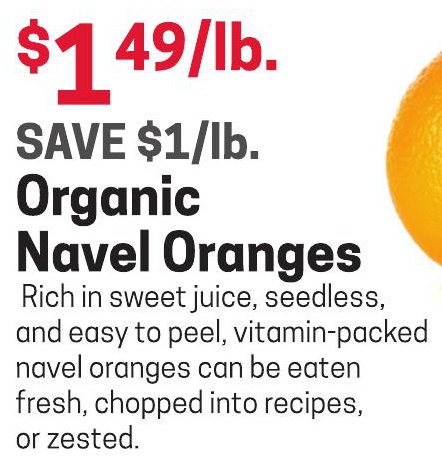 $1 49/lb.
SAVE $1/lb.
Organic
Navel Oranges
Rich in sweet juice, seedless,
and easy to peel, vitamin-packed
navel oranges can be eaten
fresh, chopped into recipes,
or zested.